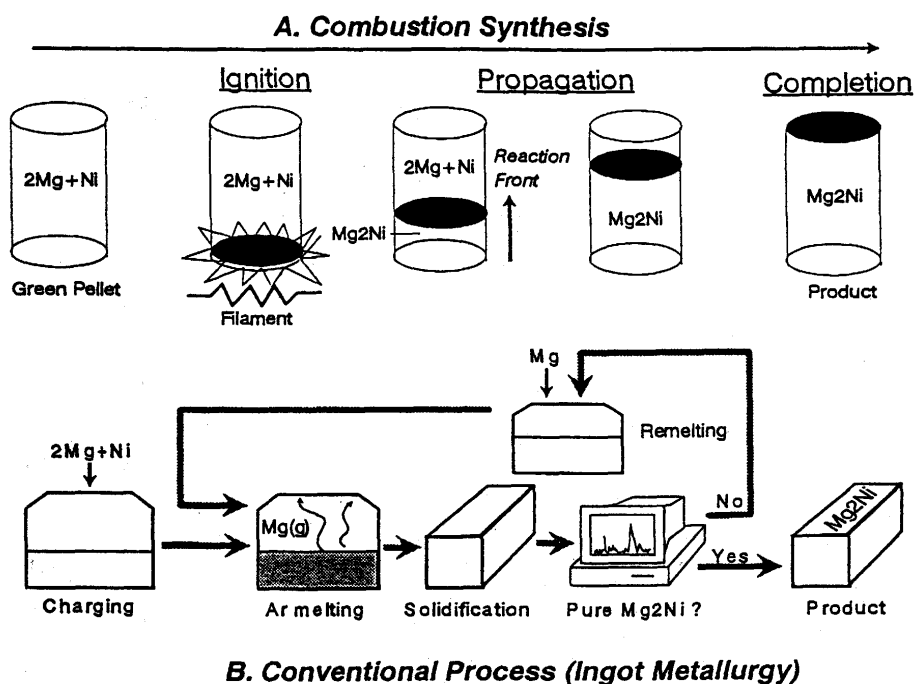 A. Combustion Synthesis
Ignition
Propagation
Completion
2Mg+Ni
2Mg+Ni
2Mg+Ni
Reaction
Front
Mg2Ni
Mg2Ni
Mg2Ni
Green Pellet
Filament
Product
Mg
Remelting
2Mg+Ni
Mg(g)
No
Yes
Mg2Ni
Charging
Ar melting
Solidification
Pure Mg2Ni ?
Product
B. Conventional Process (Ingot Metallurgy)